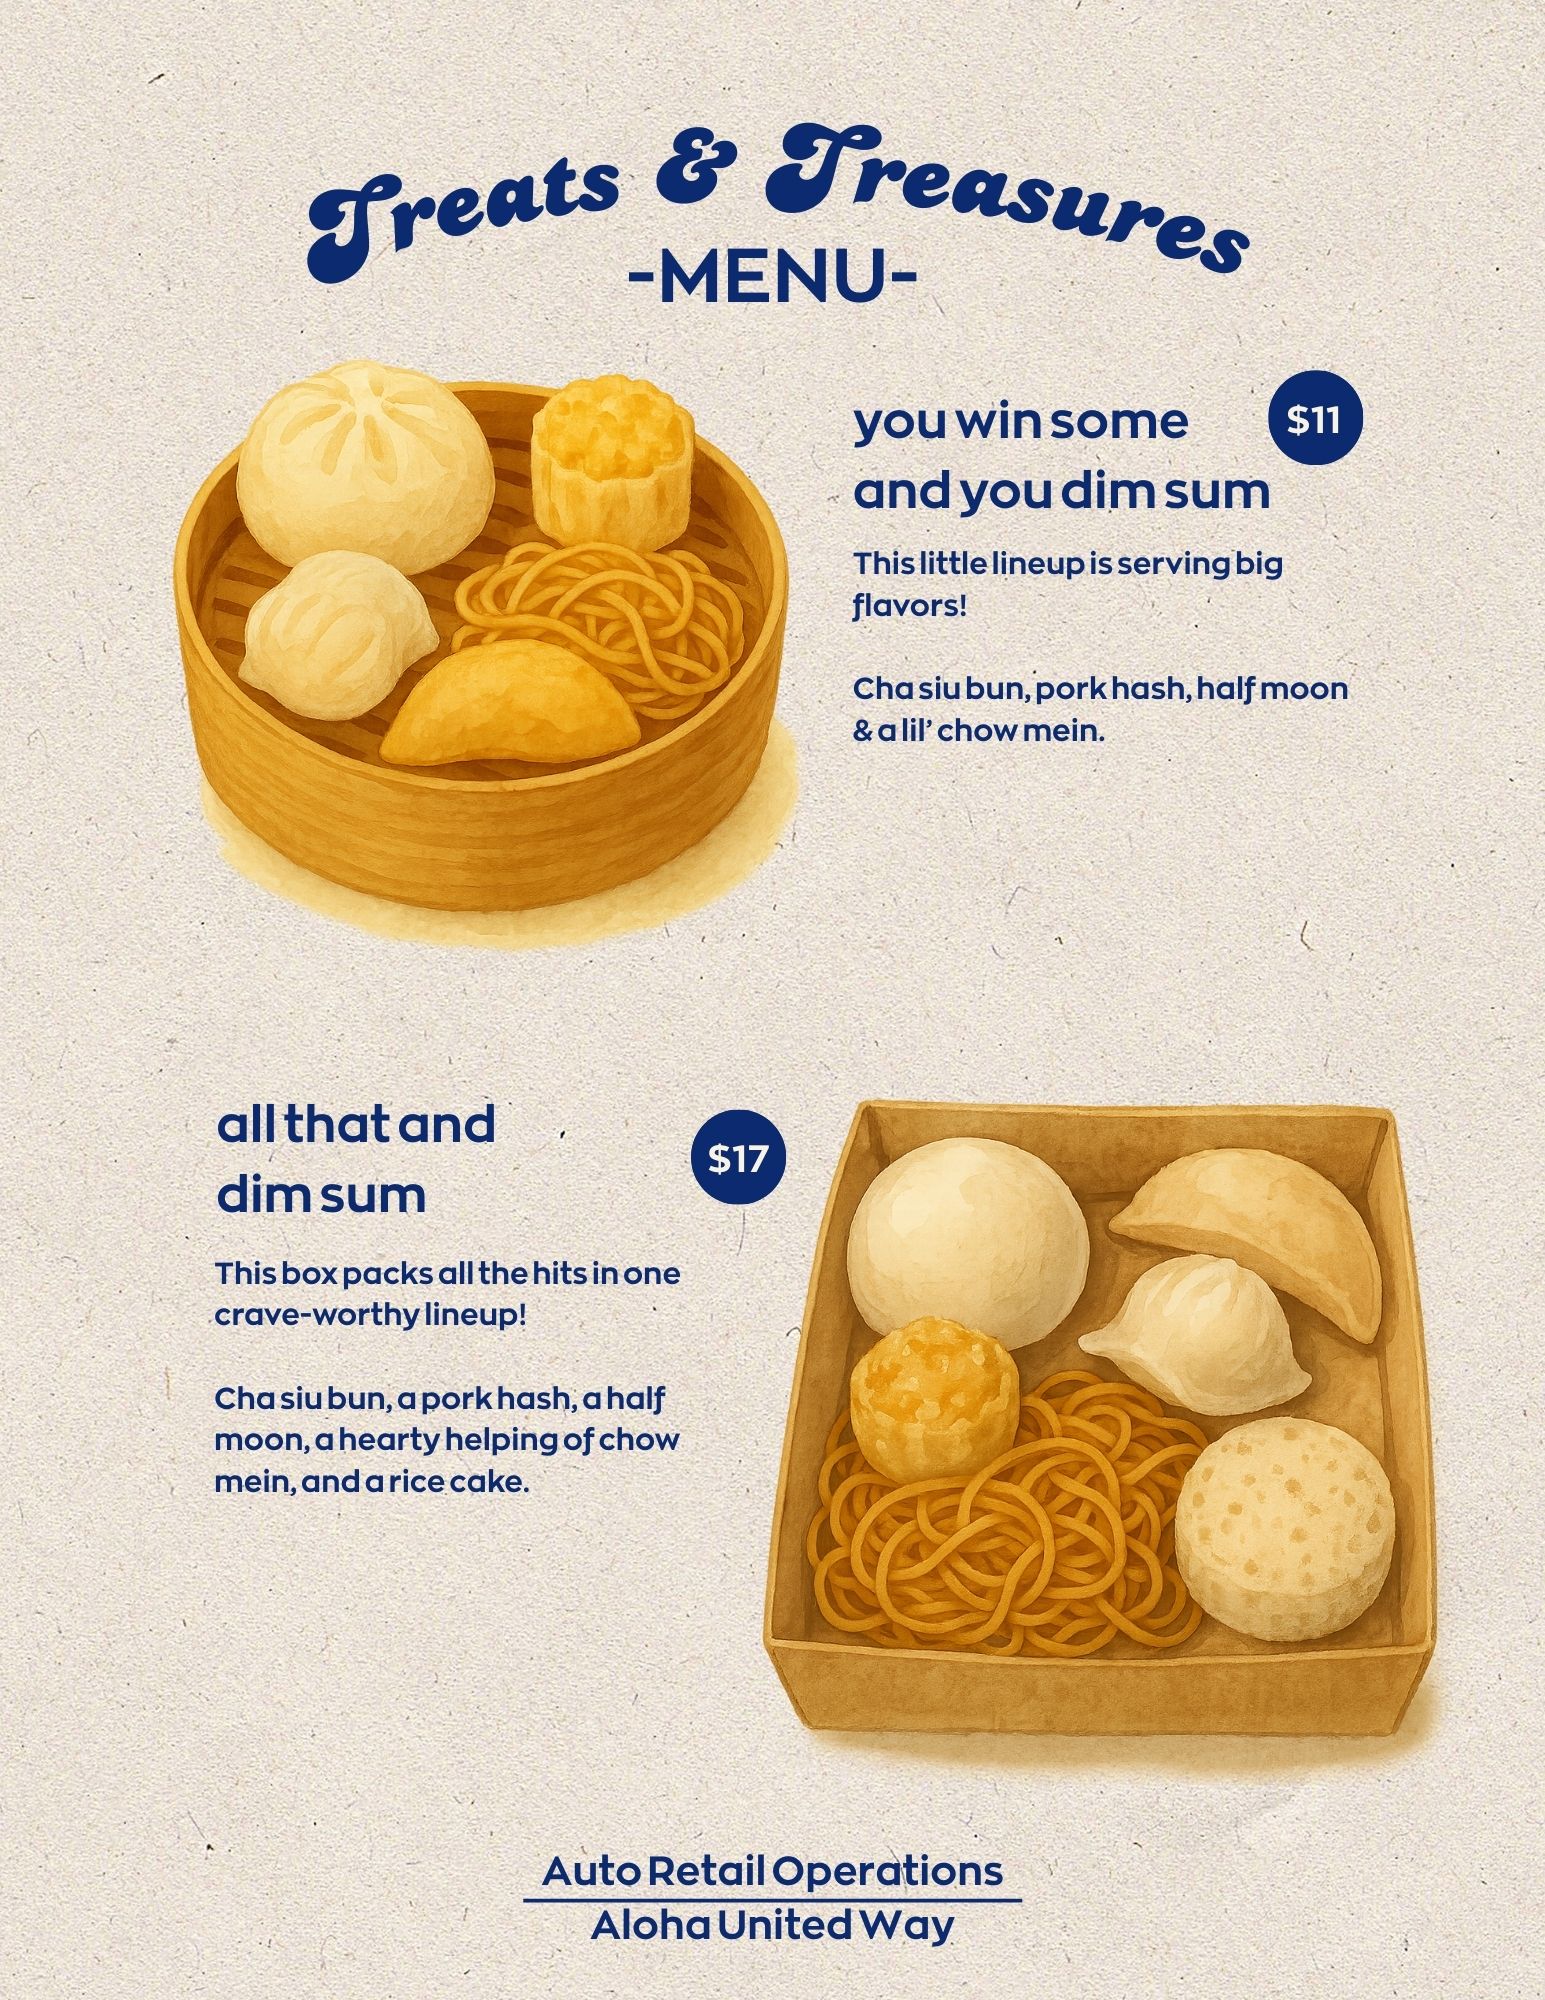 Treats & Treasures
-MENU-
you win some
and you dim sum
$11
This little lineup is serving big
flavors!
Cha siu bun, pork hash, half moon
& a lil’ chow mein.
all that and
dim sum
$17
This box packs all the hits in one
crave-worthy lineup!
Cha siu bun, a pork hash, a half
moon, a hearty helping of chow
mein, and a rice cake.
Auto Retail Operations
Aloha United Way